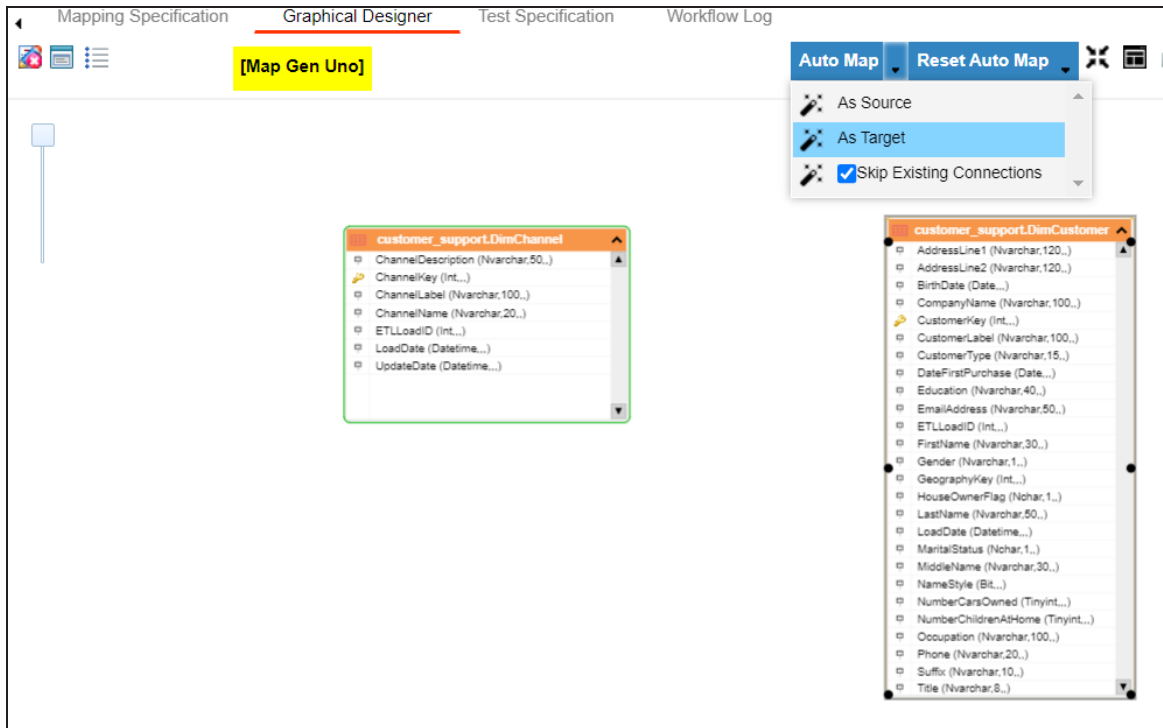 Mapping Specification Graphical Designer Test Specification Workflow Log
[Map Gen Uno]
Auto Map Reset Auto Map
As Source
As Target
Skip Existing Connections
customer_support.DimChannel
ChannelDescription (Nvarchar,50,,)
ChannelKey (Int,,,)
ChannelLabel (Nvarchar,100,,)
ChannelName (Nvarchar,20,,)
ETLLoadID (Int,,,)
LoadDate (Datetime,,,)
UpdateDate (Datetime,,,)
customer_support.DimCustomer
AddressLine1 (Nvarchar,120,,)
AddressLine2 (Nvarchar,120,,)
BirthDate (Date,,,)
CompanyName (Nvarchar,100,,)
CustomerKey (Int,,,)
CustomerLabel (Nvarchar,100,,)
CustomerType (Nvarchar,15,,)
DateFirstPurchase (Date,,,)
Education (Nvarchar,40,,)
EmailAddress (Nvarchar,50,,)
ETLLoadID (Int,,,)
FirstName (Nvarchar,30,,)
Gender (Nvarchar,1,,)
GeographyKey (Int,,,)
HouseOwnerFlag (Nchar,1,,)
LastName (Nvarchar,50,,)
LoadDate (Datetime,,,)
MaritalStatus (Nchar,1,,)
MiddleName (Nvarchar,30,,)
NameStyle (Bit,,,)
NumberCarsOwned (Tinyint,,,)
NumberChildrenAtHome (Tinyint,,,)
Occupation (Nvarchar,100,,)
Phone (Nvarchar,20,,)
Suffix (Nvarchar,10,,)
Title (Nvarchar,8,,)